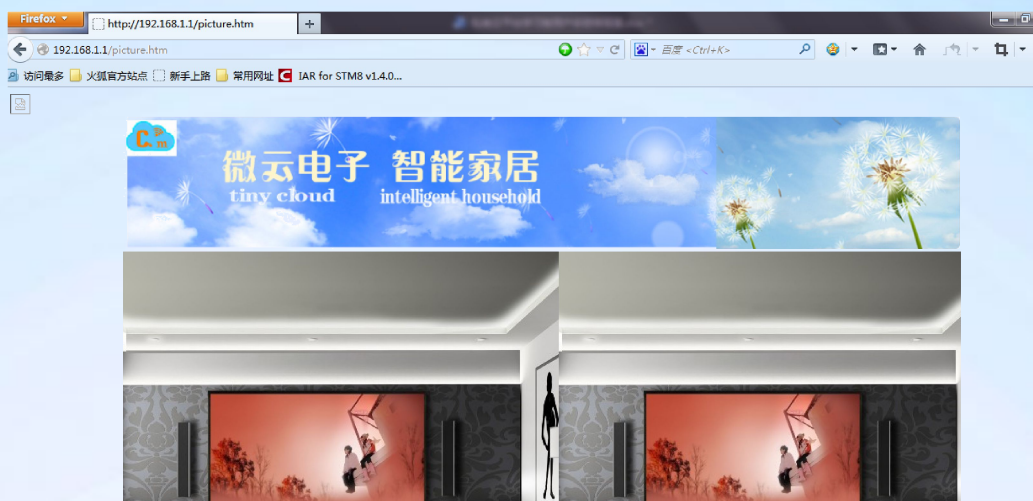 Firefox
http://192.168.1.1/picture.htm
192.168.1.1/picture.htm
百度 <Ctrl+K>
访问最多 火狐官方站点 新手上路 常用网址 IAR for STM8 v1.4.0...
微云电子 智能家居
tiny cloud intelligent household